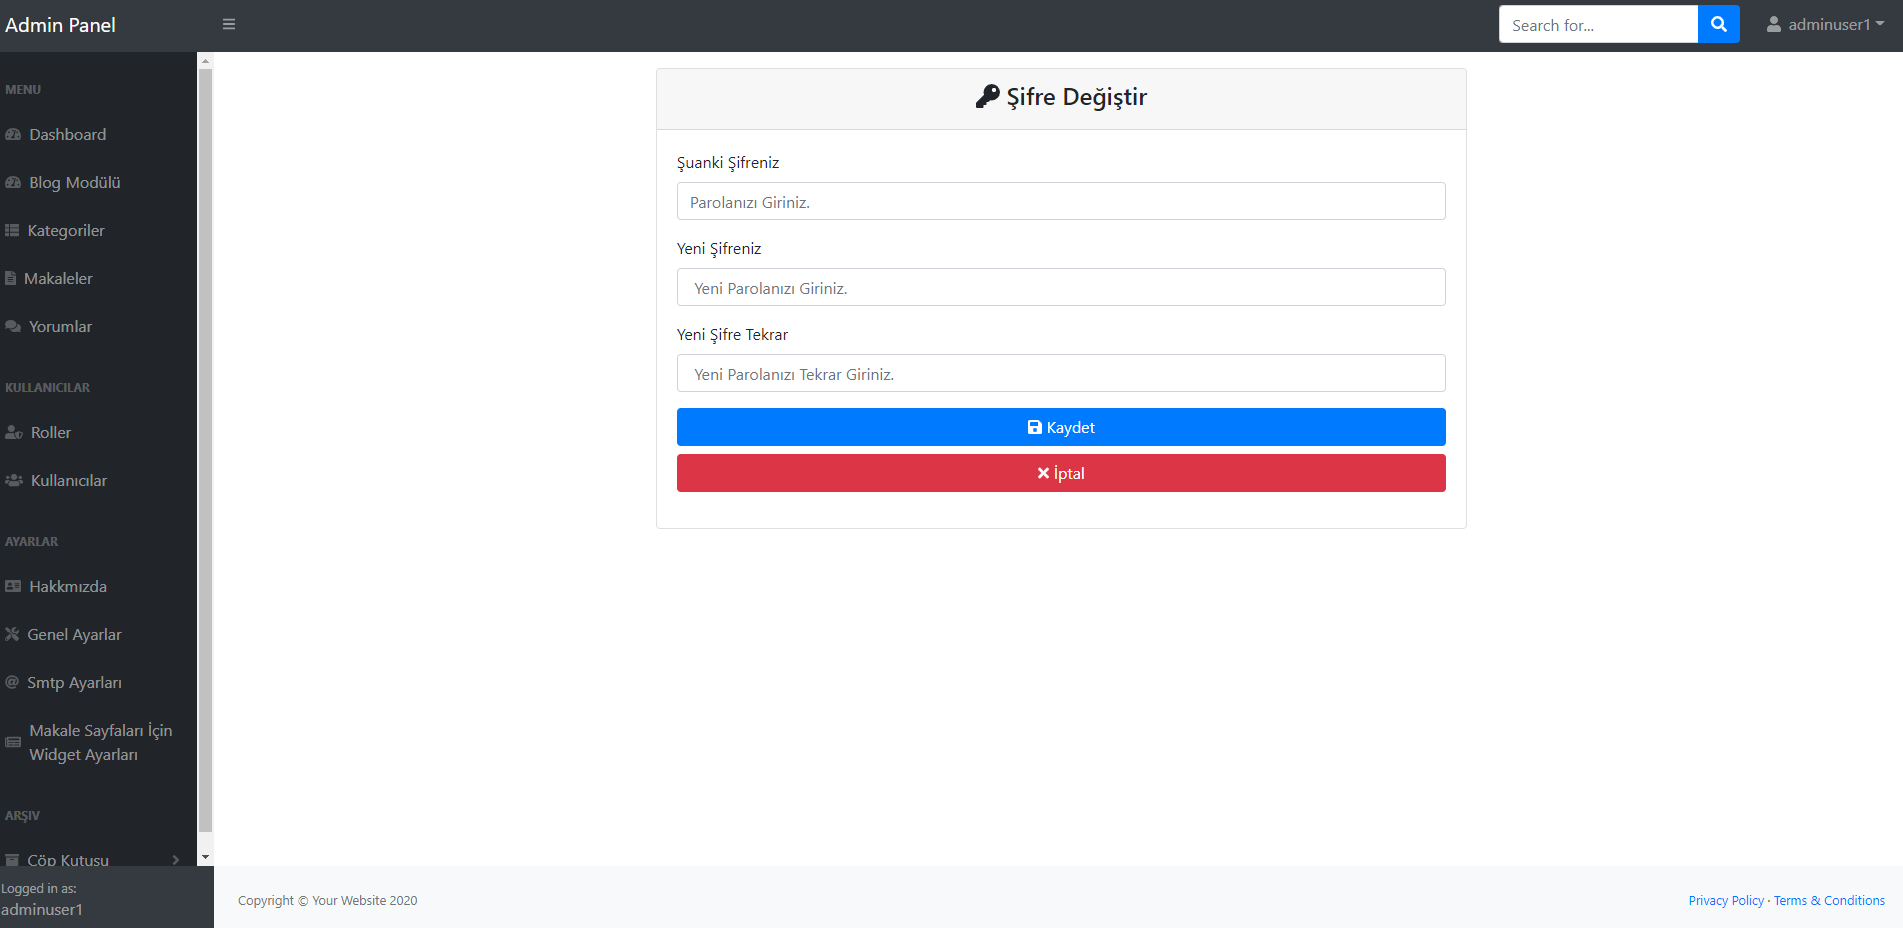 Admin Panel
Search for...
adminuser1
MENU
Dashboard
Blog Modülü
Kategoriler
Makaleler
Yorumlar
KULLANICILAR
Roller
Kullanıcılar
AYARLAR
Hakkmızda
Genel Ayarlar
Smtp Ayarları
Makale Sayfaları İçin
Widget Ayarları
ARŞIV
Çöp Kutusu
Logged in as:
adminuser1
Şifre Değiştir
Şuanki Şifreniz
Parolanızı Giriniz.
Yeni Şifreniz
Yeni Parolanızı Giriniz.
Yeni Şifre Tekrar
Yeni Parolanızı Tekrar Giriniz.
Kaydet
İptal
Copyright © Your Website 2020
Privacy Policy · Terms & Conditions